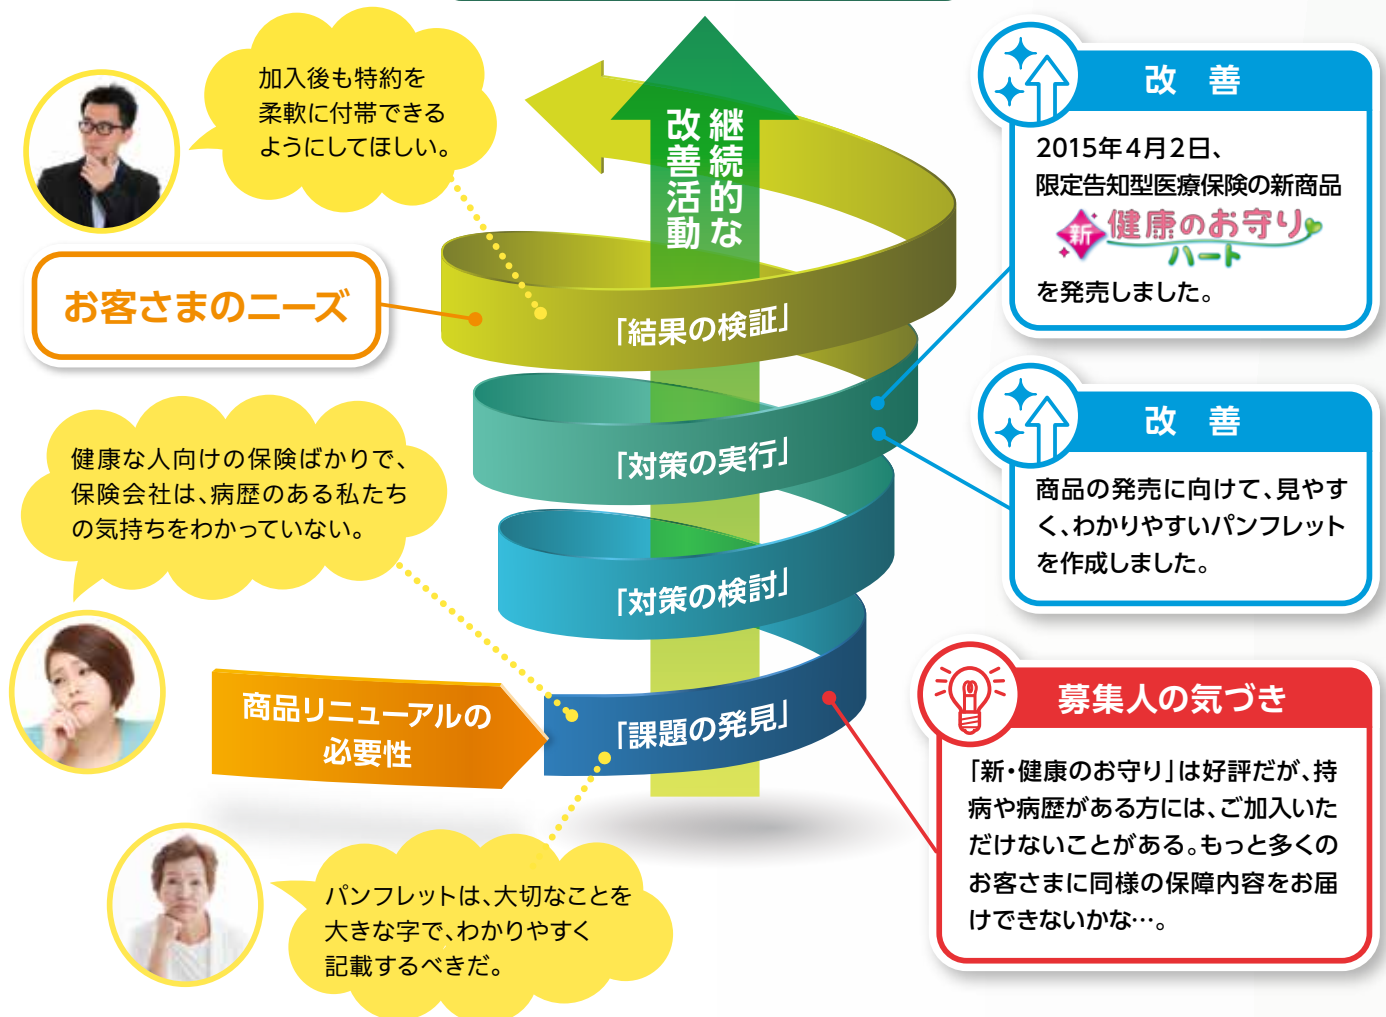 加入後も特約を
柔軟に付帯できる
ようにしてほしい。
継続的な
改善活動
改 善
2015年4月2日、
限定告知型医療保険の新商品
新 健康のお守り
ハート
を発売しました。
お客さまのニーズ
「結果の検証」
改 善
商品の発売に向けて、見やす
く、わかりやすいパンフレット
を作成しました。
「対策の実行」
健康な人向けの保険ばかりで、
保険会社は、病歴のある私たち
の気持ちをわかっていない。
「対策の検討」
商品リニューアルの
必要性
「課題の発見」
募集人の気づき
「新・健康のお守り」は好評だが、持
病や病歴がある方には、ご加入いた
だけないことがある。もっと多くの
お客さまに同様の保障内容をお届
けできないかな…。
パンフレットは、大切なことを
大きな字で、わかりやすく
記載するべきだ。